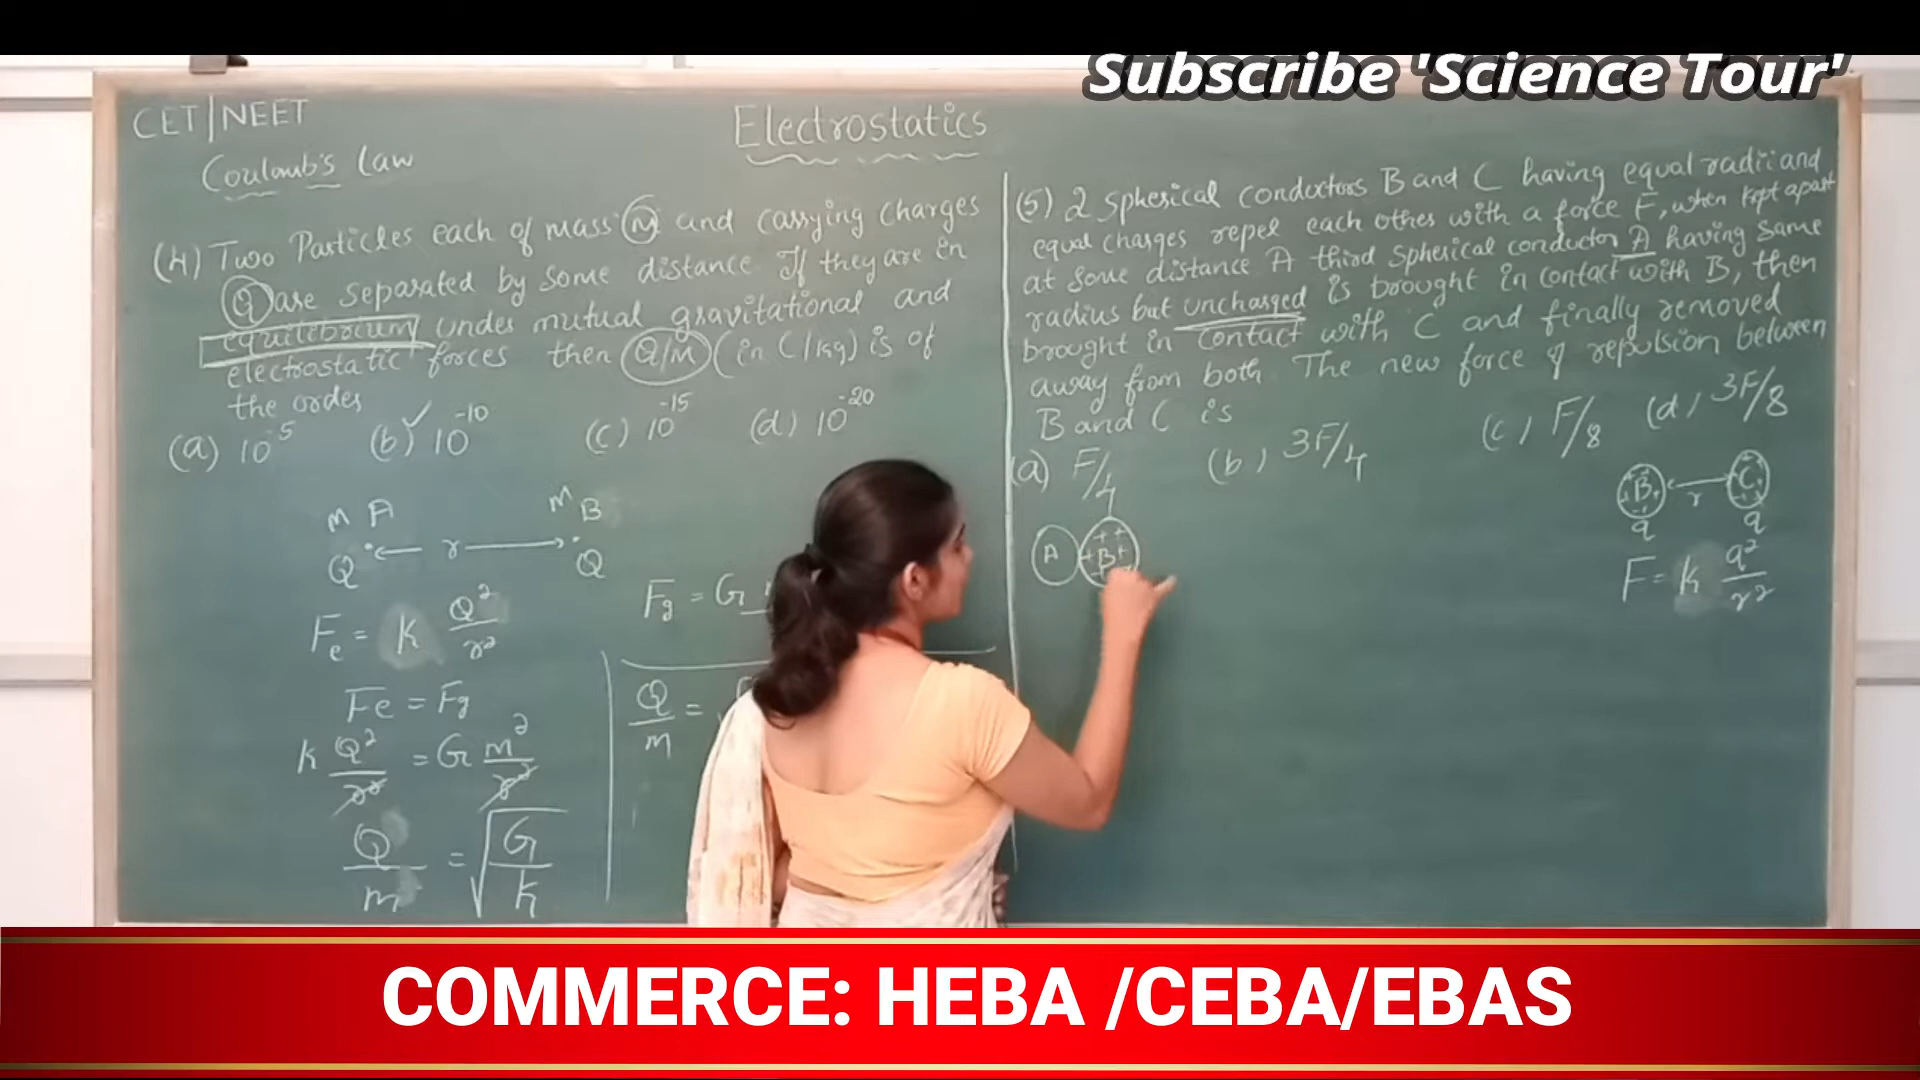 Subscribe 'Science Tour'
CET/NEET
Electrostatics
Coulomb's Law
(4) Two Particles each of mass M and carrying charges
Q are separated by some distance If they are in
equilibrium under mutual gravitational and
electrostatic forces then Q/M (in C/kg) is of
the order
(a) 10⁻⁵ (b) ✓ 10⁻¹⁰ (c) 10⁻¹⁵ (d) 10⁻²⁰
M A M B
Q r Q
Fe = k Q²/r²
Fg = G
Fe = Fg
k Q²/r² = G m²/r²
Q/m = √(G/k)
Q/m =
(5) 2 Spherical conductors B and C having equal radii and
equal charges repel each other with a force F, when kept apart
at some distance A third spherical conductor A having same
radius but uncharged is brought in contact with B, then
brought in contact with C and finally removed
away from both The new force of repulsion between
B and C is
(a) F/4 (b) 3F/4 (c) F/8 (d) 3F/8
A B
B r C
q q
F = k q²/r²
COMMERCE: HEBA /CEBA/EBAS